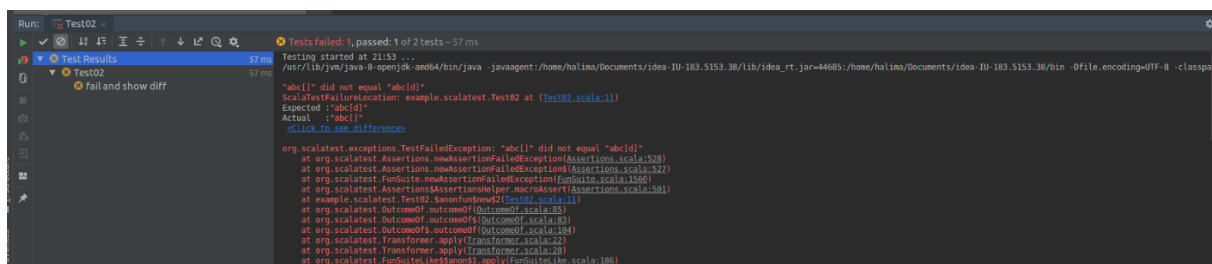 Run: Test02 ×
Tests failed: 1, passed: 1 of 2 tests – 57 ms
Test Results 57 ms
Test02 57 ms
fail and show diff
Testing started at 21:53 ...
/usr/lib/jvm/java-8-openjdk-amd64/bin/java -javaagent:/home/halima/Documents/idea-IU-183.5153.38/lib/idea_rt.jar=44685:/home/halima/Documents/idea-IU-183.5153.38/bin -Dfile.encoding=UTF-8 -classpa
"abc[]" did not equal "abc[d]"
ScalaTestFailureLocation: example.scalatest.Test02 at (Test02.scala:11)
Expected :"abc[d]"
Actual :"abc[]"
<Click to see difference>
org.scalatest.exceptions.TestFailedException: "abc[]" did not equal "abc[d]"
at org.scalatest.Assertions.newAssertionFailedException(Assertions.scala:528)
at org.scalatest.Assertions.newAssertionFailedException$(Assertions.scala:527)
at org.scalatest.FunSuite.newAssertionFailedException(FunSuite.scala:1560)
at org.scalatest.Assertions$AssertionsHelper.macroAssert(Assertions.scala:501)
at example.scalatest.Test02.$anonfun$new$2(Test02.scala:11)
at org.scalatest.OutcomeOf.outcomeOf(OutcomeOf.scala:85)
at org.scalatest.OutcomeOf.outcomeOf$(OutcomeOf.scala:83)
at org.scalatest.OutcomeOf$.outcomeOf(OutcomeOf.scala:104)
at org.scalatest.Transformer.apply(Transformer.scala:22)
at org.scalatest.Transformer.apply(Transformer.scala:20)
at org.scalatest.FunSuiteLike$$anon$1.apply(FunSuiteLike.scala:186)